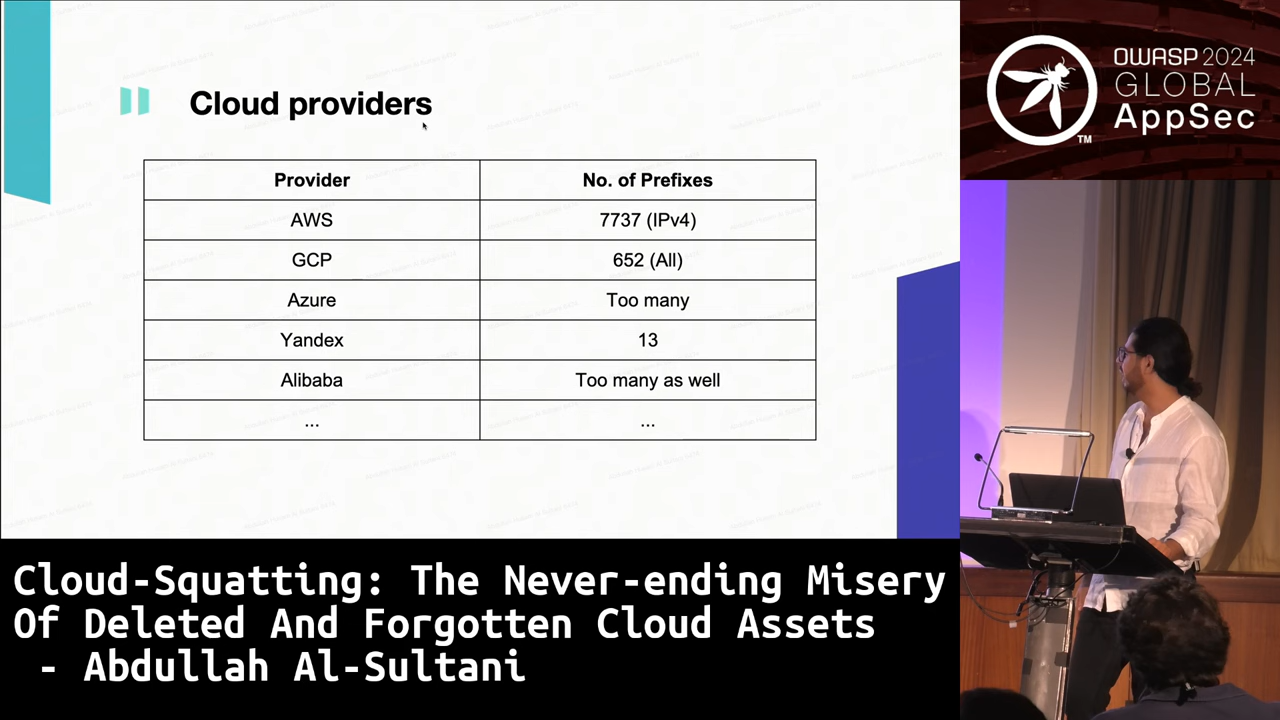 Cloud providers
Provider No. of Prefixes
AWS 7737 (IPv4)
GCP 652 (All)
Azure Too many
Yandex 13
Alibaba Too many as well
... ...
OWASP 2024
GLOBAL
AppSec
TM
Cloud-Squatting: The Never-ending Misery
Of Deleted And Forgotten Cloud Assets
- Abdullah Al-Sultani